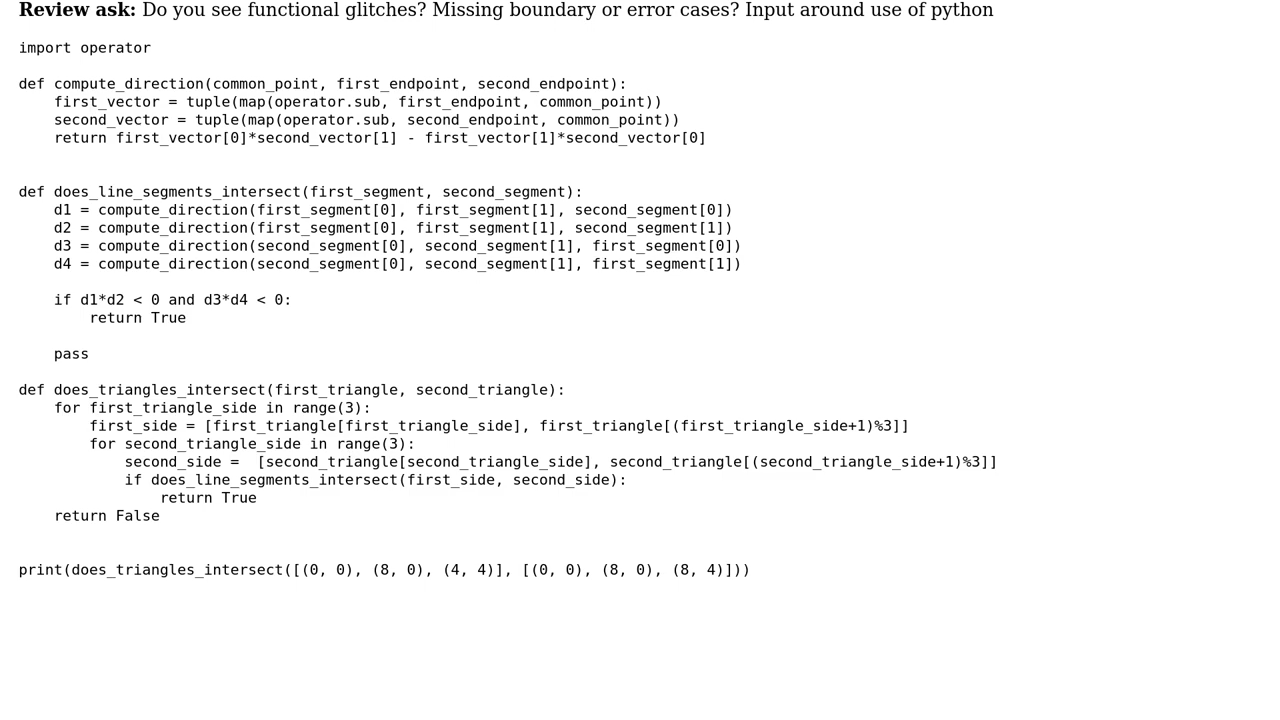 Review ask: Do you see functional glitches? Missing boundary or error cases? Input around use of python
import operator
def compute_direction(common_point, first_endpoint, second_endpoint):
    first_vector = tuple(map(operator.sub, first_endpoint, common_point))
    second_vector = tuple(map(operator.sub, second_endpoint, common_point))
    return first_vector[0]*second_vector[1] - first_vector[1]*second_vector[0]
def does_line_segments_intersect(first_segment, second_segment):
    d1 = compute_direction(first_segment[0], first_segment[1], second_segment[0])
    d2 = compute_direction(first_segment[0], first_segment[1], second_segment[1])
    d3 = compute_direction(second_segment[0], second_segment[1], first_segment[0])
    d4 = compute_direction(second_segment[0], second_segment[1], first_segment[1])
    if d1*d2 < 0 and d3*d4 < 0:
        return True
    pass
def does_triangles_intersect(first_triangle, second_triangle):
    for first_triangle_side in range(3):
        first_side = [first_triangle[first_triangle_side], first_triangle[(first_triangle_side+1)%3]]
        for second_triangle_side in range(3):
            second_side =  [second_triangle[second_triangle_side], second_triangle[(second_triangle_side+1)%3]]
            if does_line_segments_intersect(first_side, second_side):
                return True
    return False
print(does_triangles_intersect([(0, 0), (8, 0), (4, 4)], [(0, 0), (8, 0), (8, 4)]))